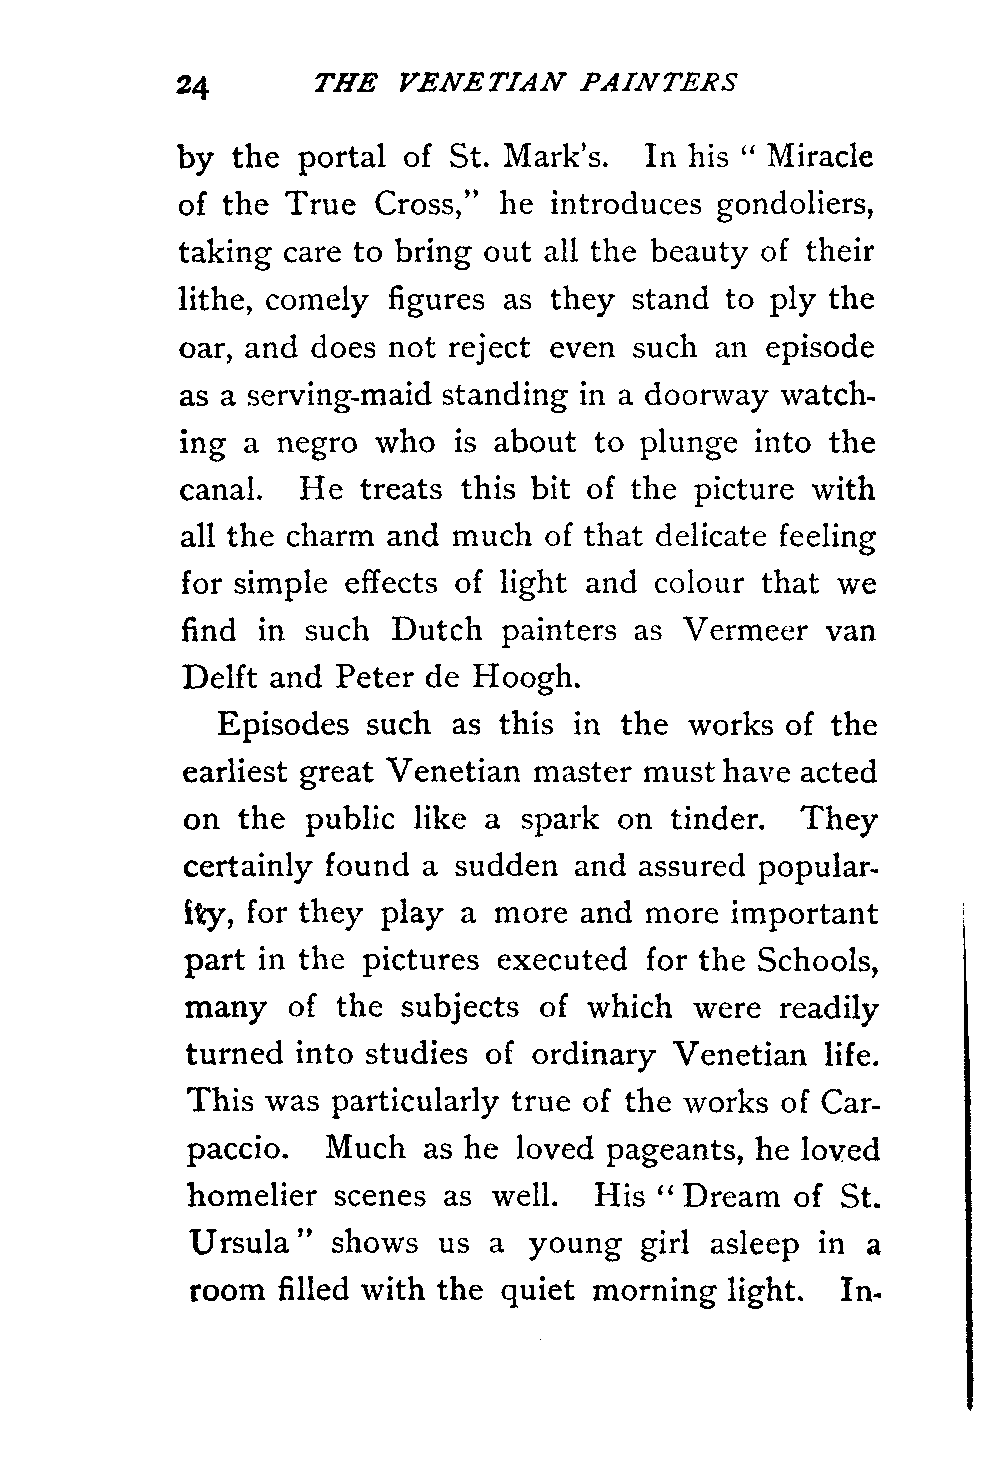 24 THE VENETIAN PAINTERS
by the portal of St. Mark's. In his " Miracle
of the True Cross," he introduces gondoliers,
taking care to bring out all the beauty of their
lithe, comely figures as they stand to ply the
oar, and does not reject even such an episode
as a serving-maid standing in a doorway watch-
ing a negro who is about to plunge into the
canal. He treats this bit of the picture with
all the charm and much of that delicate feeling
for simple effects of light and colour that we
find in such Dutch painters as Vermeer van
Delft and Peter de Hoogh.
Episodes such as this in the works of the
earliest great Venetian master must have acted
on the public like a spark on tinder. They
certainly found a sudden and assured popular-
ity, for they play a more and more important
part in the pictures executed for the Schools,
many of the subjects of which were readily
turned into studies of ordinary Venetian life.
This was particularly true of the works of Car-
paccio. Much as he loved pageants, he loved
homelier scenes as well. His " Dream of St.
Ursula " shows us a young girl asleep in a
room filled with the quiet morning light. In-